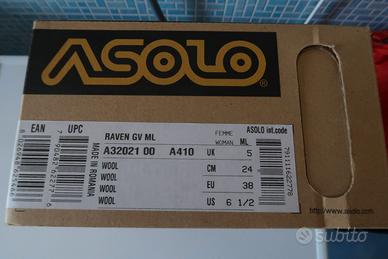 ASOLO®
EAN
UPC
RAVEN GV ML
FEMME
WOMAN
ML
ASOLO int.code
A32021 00
A410
MADE IN ROMANIA
WOOL
WOOL
WOOL
WOOL
UK 5
CM 24
EU 38
US 6 1/2
http://www.asolo.com
subito